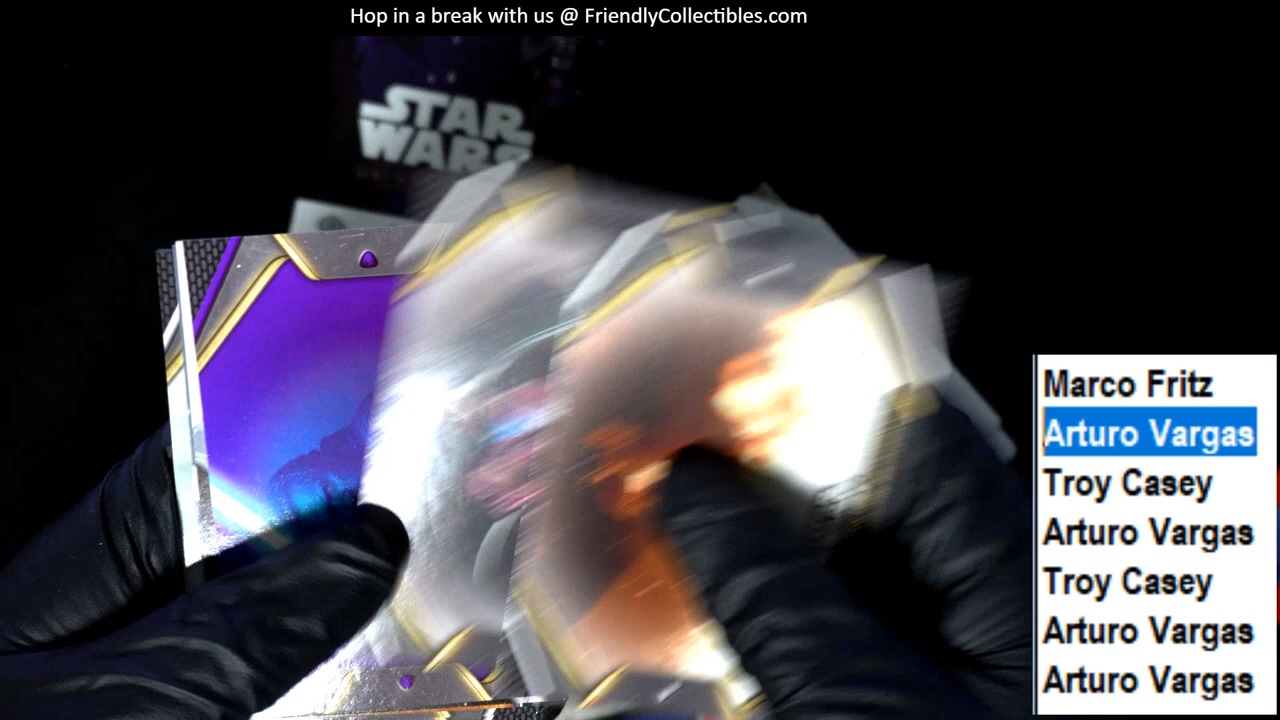 Hop in a break with us @ FriendlyCollectibles.com
STAR
WARS
Marco Fritz
Arturo Vargas
Troy Casey
Arturo Vargas
Troy Casey
Arturo Vargas
Arturo Vargas